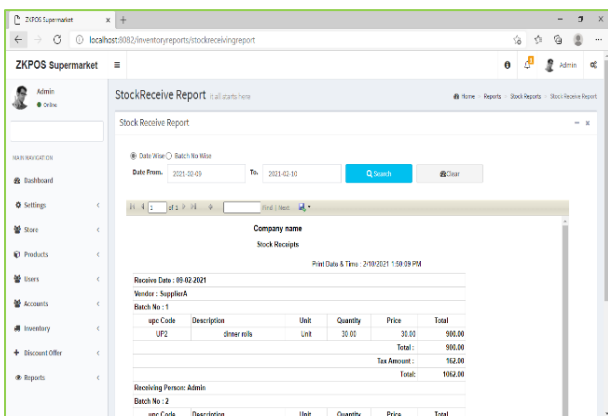 ZKPOS Supermarket
localhost:8082/inventoryreports/stockreceivingreport
ZKPOS Supermarket
Admin
Admin
Online
StockReceive Report it all starts here
Home Reports Stock Reports Stock Receive Report
Stock Receive Report
MAIN NAVIGATION
Dashboard
Settings
Store
Products
Users
Accounts
Inventory
Discount Offer
Reports
Date Wise Batch No Wise
Date From. 2021-02-09 To. 2021-02-10 Search Clear
1 of 1 Find | Next
Company name
Stock Receipts
Print Date & Time : 2/10/2021 1:50:09 PM
Receive Date : 09-02-2021
Vendor : SupplierA
Batch No : 1
upc Code Description Unit Quantity Price Total
UP2 dinner rolls Unit 30.00 30.00 900.00
Total : 900.00
Tax Amount : 162.00
Total: 1062.00
Receiving Person: Admin
Batch No : 2
upc Code Description Unit Quantity Price Total